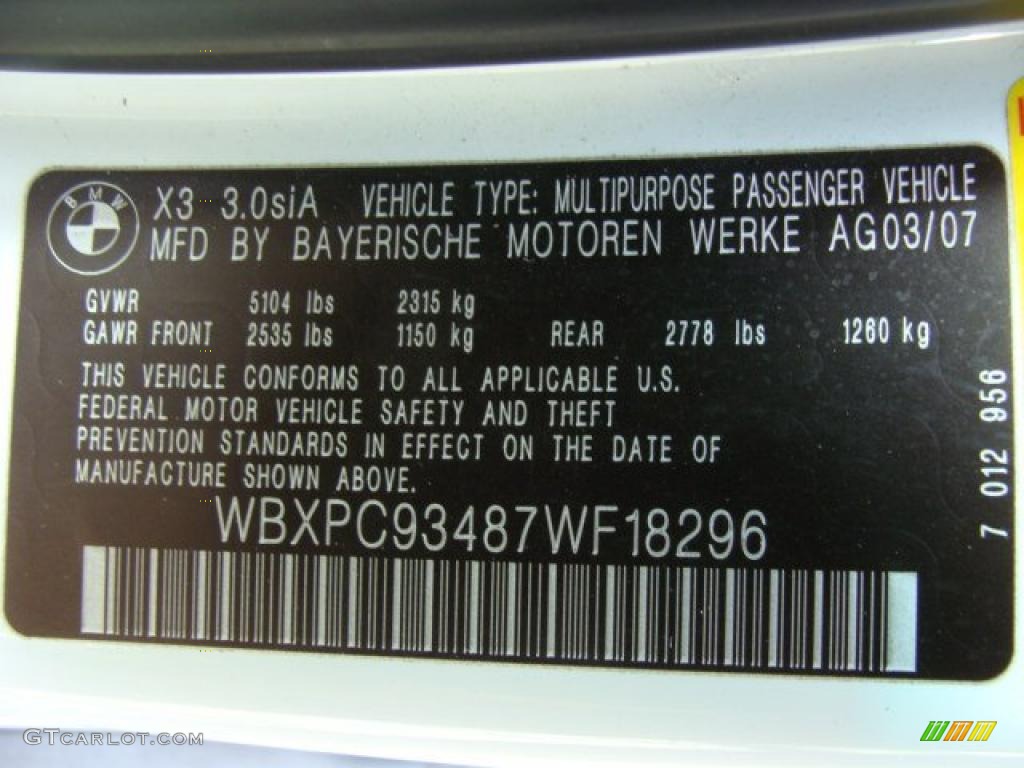 BMW
X3 3.0siA VEHICLE TYPE: MULTIPURPOSE PASSENGER VEHICLE
MFD BY BAYERISCHE MOTOREN WERKE AG03/07
GVWR 5104 lbs 2315 kg
GAWR FRONT 2535 lbs 1150 kg REAR 2778 lbs 1260 kg
THIS VEHICLE CONFORMS TO ALL APPLICABLE U.S.
FEDERAL MOTOR VEHICLE SAFETY AND THEFT
PREVENTION STANDARDS IN EFFECT ON THE DATE OF
MANUFACTURE SHOWN ABOVE.
WBXPC93487WF18296
7 012 956
GTCARLOT.COM